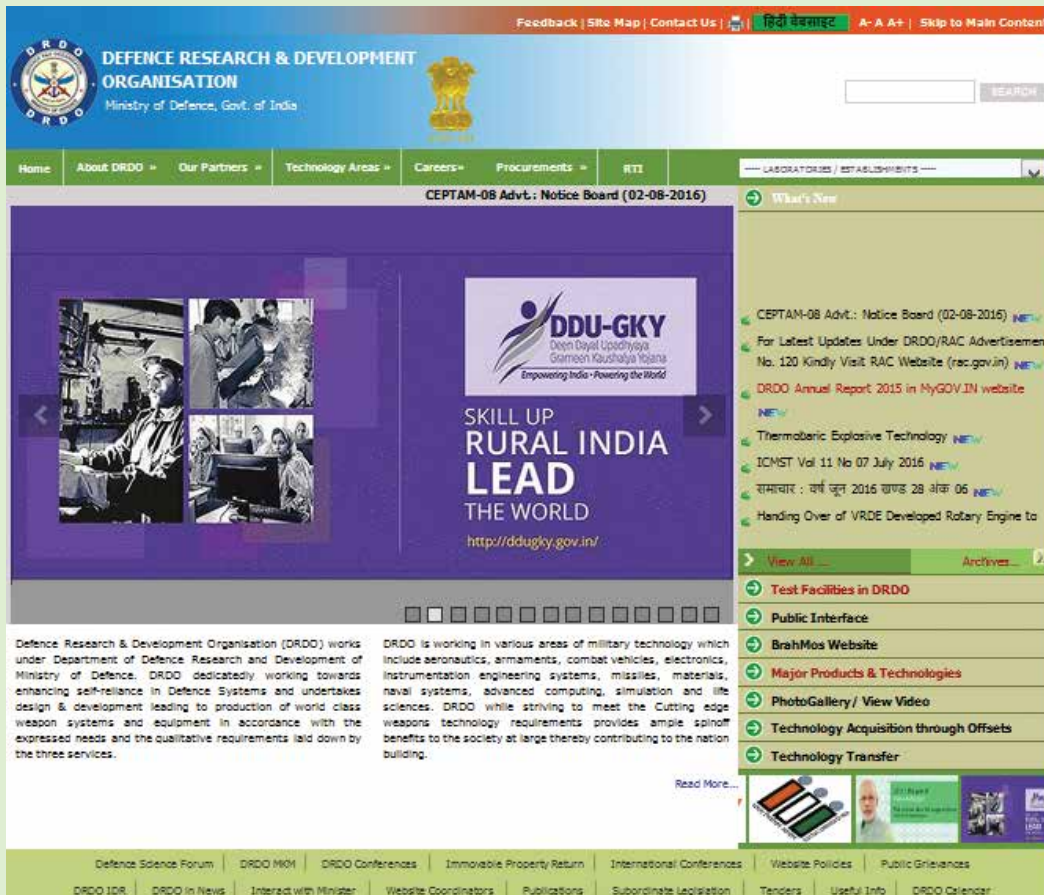 Feedback | Site Map | Contact Us | हिंदी वेबसाइट A- A A+ | Skip to Main Content
DRDO
DEFENCE RESEARCH & DEVELOPMENT
ORGANISATION
Ministry of Defence, Govt. of India
DRDO
SEARCH
Home About DRDO » Our Partners » Technology Areas » Careers» Procurements » RTI
---- LABORATORIES / ESTABLISHMENTS ----
CEPTAM-08 Advt.: Notice Board (02-08-2016)
DDU-GKY
Deen Dayal Upadhyaya
Grameen Kaushalya Yojana
Empowering India - Powering the World
SKILL UP
RURAL INDIA
LEAD
THE WORLD
http://ddugky.gov.in/
What's New
CEPTAM-08 Advt.: Notice Board (02-08-2016) NEW
For Latest Updates Under DRDO/RAC Advertisemen
No. 120 Kindly Visit RAC Website (rac.gov.in) NEW
DRDO Annual Report 2015 in MyGOV.IN website
NEW
Thermobaric Explosive Technology NEW
ICMST Vol 11 No 07 July 2016 NEW
समाचार : वर्ष जून 2016 खण्ड 28 अंक 06 NEW
Handing Over of VRDE Developed Rotary Engine to
View All ... Archives...
Test Facilities in DRDO
Public Interface
BrahMos Website
Major Products & Technologies
PhotoGallery / View Video
Technology Acquisition through Offsets
Technology Transfer
Defence Research & Development Organisation (DRDO) works
under Department of Defence Research and Development of
Ministry of Defence. DRDO dedicatedly working towards
enhancing self-reliance in Defence Systems and undertakes
design & development leading to production of world class
weapon systems and equipment in accordance with the
expressed needs and the qualitative requirements laid down by
the three services.
DRDO is working in various areas of military technology which
include aeronautics, armaments, combat vehicles, electronics,
instrumentation engineering systems, missiles, materials,
naval systems, advanced computing, simulation and life
sciences. DRDO while striving to meet the Cutting edge
weapons technology requirements provides ample spinoff
benefits to the society at large thereby contributing to the nation
building.
Read More...
RURAL
LEAD
Defence Science Forum | DRDO MKM | DRDO Conferences | Immovable Property Return | International Conferences | Website Policies | Public Grievances
DRDO IDR | DRDO in News | Interact with Minister | Website Coordinators | Publications | Subordinate Legislation | Tenders | Useful Info | DRDO Calendar